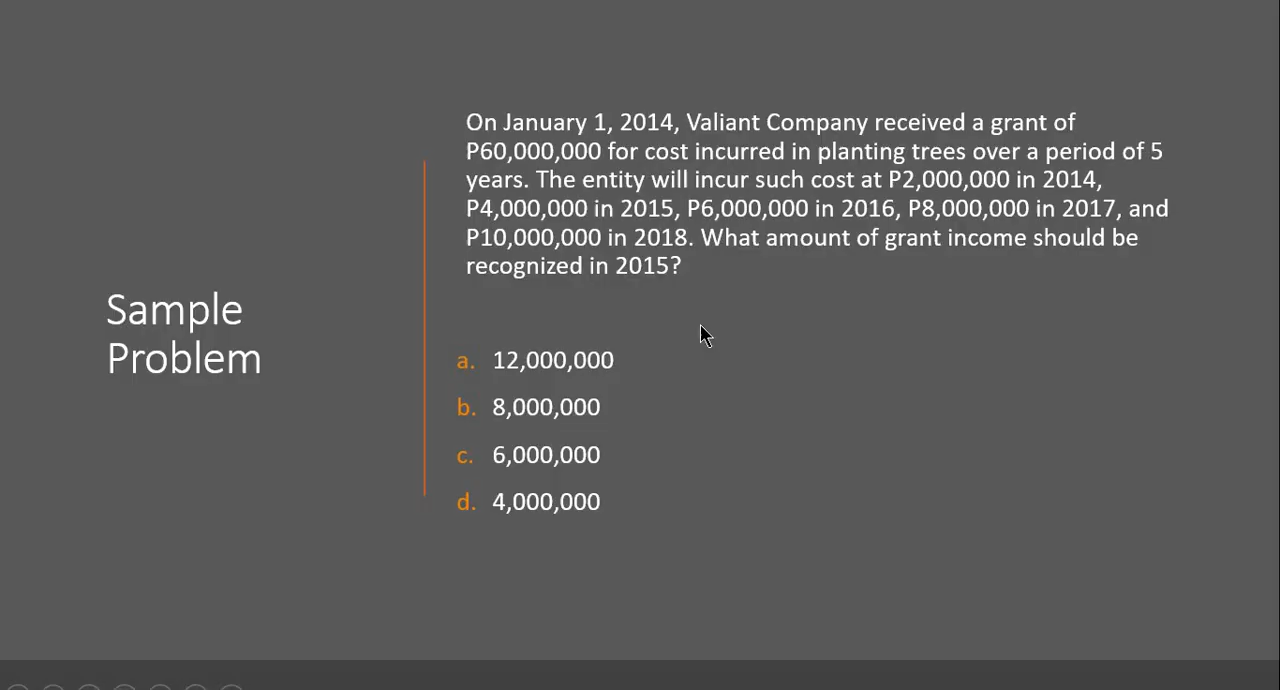 Sample
Problem
On January 1, 2014, Valiant Company received a grant of
P60,000,000 for cost incurred in planting trees over a period of 5
years. The entity will incur such cost at P2,000,000 in 2014,
P4,000,000 in 2015, P6,000,000 in 2016, P8,000,000 in 2017, and
P10,000,000 in 2018. What amount of grant income should be
recognized in 2015?
a. 12,000,000
b. 8,000,000
c. 6,000,000
d. 4,000,000